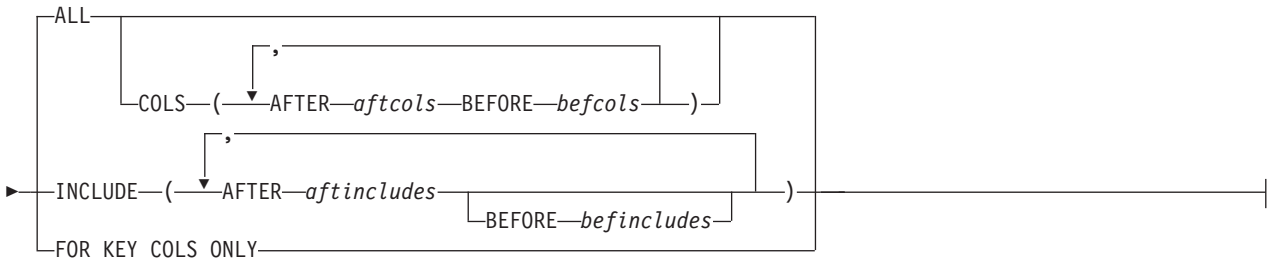 ALL
,
COLS ( AFTER aftcols BEFORE befcols )
,
INCLUDE ( AFTER aftincludes )
BEFORE befincludes
FOR KEY COLS ONLY